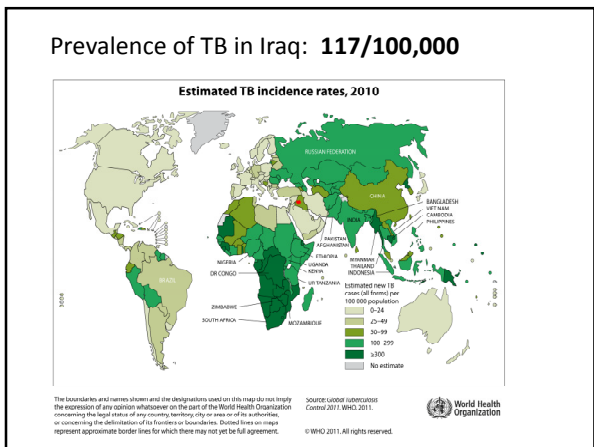 Prevalence of TB in Iraq: 117/100,000
Estimated TB incidence rates, 2010
RUSSIAN FEDERATION
CHINA
BANGLADESH
VIET NAM
CAMBODIA
PHILIPPINES
INDIA
PAKISTAN
AFGHANISTAN
ETHIOPIA
UGANDA
KENYA
UR TANZANIA
MYANMAR
THAILAND
INDONESIA
NIGERIA
DR CONGO
BRAZIL
ZIMBABWE
SOUTH AFRICA
MOZAMBIQUE
Estimated new TB
cases (all forms) per
100 000 population
0–24
25–49
50–99
100–299
≥300
No estimate
The boundaries and names shown and the designations used on this map do not imply
the expression of any opinion whatsoever on the part of the World Health Organization
concerning the legal status of any country, territory, city or area or of its authorities,
or concerning the delimitation of its frontiers or boundaries. Dotted lines on maps
represent approximate border lines for which there may not yet be full agreement.
Source: Global Tuberculosis
Control 2011. WHO, 2011.
© WHO 2011. All rights reserved.
World Health
Organization